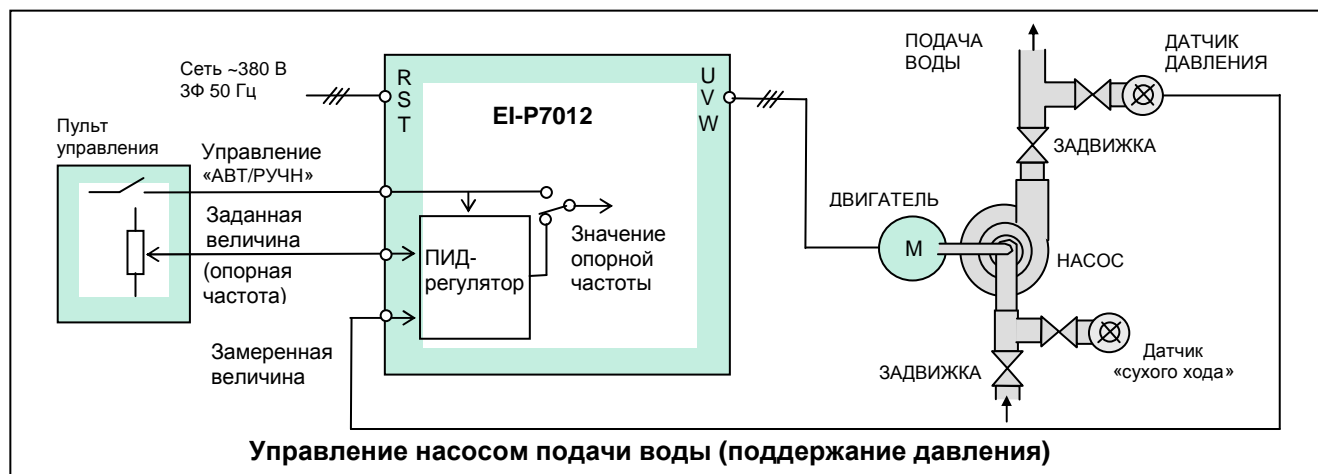 Сеть ~380 В
3Ф 50 Гц
R
S
T
EI-P7012
U
V
W
Пульт
управления
Управление
«АВТ/РУЧН»
Заданная
величина
(опорная
частота)
Замеренная
величина
ПИД-
регулятор
Значение
опорной
частоты
ДВИГАТЕЛЬ
М
ПОДАЧА
ВОДЫ
ДАТЧИК
ДАВЛЕНИЯ
ЗАДВИЖКА
НАСОС
Датчик
«сухого хода»
ЗАДВИЖКА
Управление насосом подачи воды (поддержание давления)